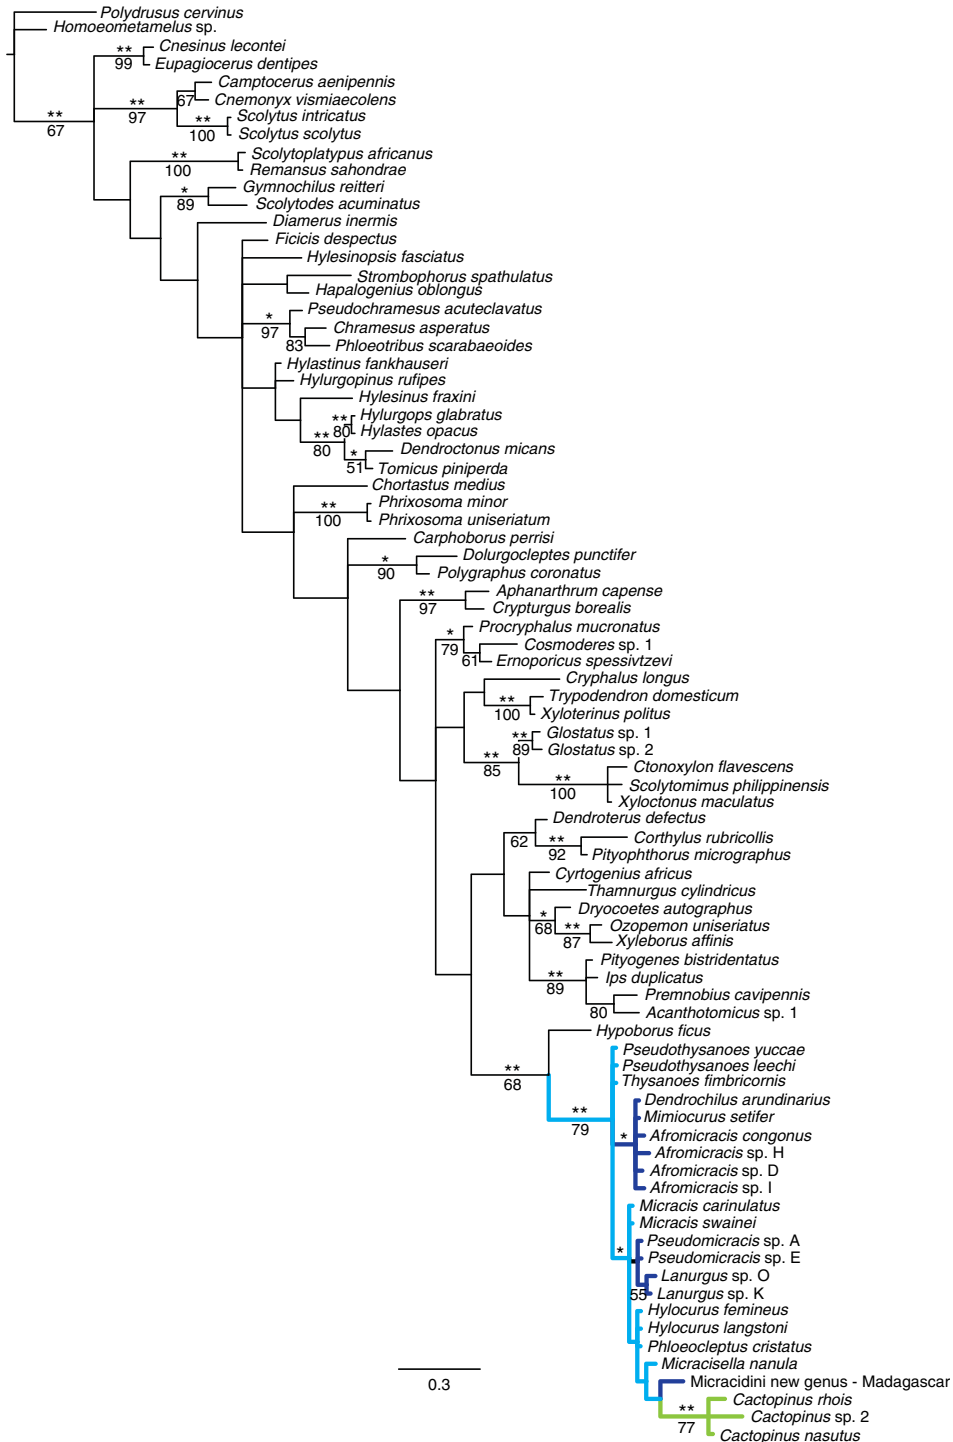 Polydrusus cervinus
Homoeometamelus sp.
**
67
**
99
Cnesinus lecontei
Eupagiocerus dentipes
**
97
67
Camptocerus aenipennis
Cnemonyx vismiaecolens
**
100
Scolytus intricatus
Scolytus scolytus
**
100
Scolytoplatypus africanus
Remansus sahondrae
*
89
Gymnochilus reitteri
Scolytodes acuminatus
Diamerus inermis
Ficicis despectus
Hylesinopsis fasciatus
Strombophorus spathulatus
Hapalogenius oblongus
*
97
Pseudochramesus acuteclavatus
83
Chramesus asperatus
Phloeotribus scarabaeoides
Hylastinus fankhauseri
Hylurgopinus rufipes
Hylesinus fraxini
**
80
**
80
Hylurgops glabratus
Hylastes opacus
*
51
Dendroctonus micans
Tomicus piniperda
Chortastus medius
**
100
Phrixosoma minor
Phrixosoma uniseriatum
Carphoborus perrisi
*
90
Dolurgocleptes punctifer
Polygraphus coronatus
**
97
Aphanarthrum capense
Crypturgus borealis
*
79
Procryphalus mucronatus
61
Cosmoderes sp. 1
Ernoporicus spessivtzevi
Cryphalus longus
**
100
Trypodendron domesticum
Xyloterinus politus
**
85
**
89
Glostatus sp. 1
Glostatus sp. 2
**
100
Ctonoxylon flavescens
Scolytomimus philippinensis
Xyloctonus maculatus
62
Dendroterus defectus
**
92
Corthylus rubricollis
Pityophthorus micrographus
Cyrtogenius africus
Thamnurgus cylindricus
*
68
Dryocoetes autographus
**
87
Ozopemon uniseriatus
Xyleborus affinis
**
89
Pityogenes bistridentatus
Ips duplicatus
80
Premnobius cavipennis
Acanthotomicus sp. 1
**
68
Hypoborus ficus
**
79
Pseudothysanoes yuccae
Pseudothysanoes leechi
Thysanoes fimbricornis
*
Dendrochilus arundinarius
Mimiocurus setifer
Afromicracis congonus
Afromicracis sp. H
Afromicracis sp. D
Afromicracis sp. I
*
Micracis carinulatus
Micracis swainei
Pseudomicracis sp. A
Pseudomicracis sp. E
55
Lanurgus sp. O
Lanurgus sp. K
Hylocurus femineus
Hylocurus langstoni
Phloeocleptus cristatus
Micracisella nanula
Micracidini new genus - Madagascar
**
77
Cactopinus rhois
Cactopinus sp. 2
Cactopinus nasutus
0.3